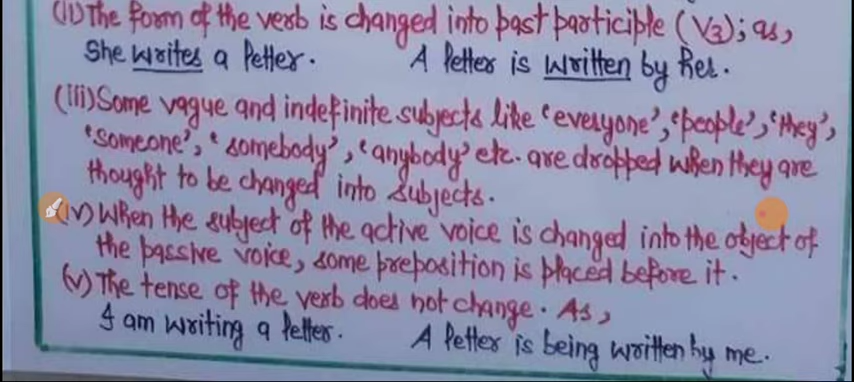 (ii) The form of the verb is changed into past participle (V3); as,
She writes a letter. A letter is written by her.
(iii) Some vague and indefinite subjects like 'everyone', 'people', 'they',
'someone', 'somebody', 'anybody' etc. are dropped when they are
thought to be changed into subjects.
(iv) When the subject of the active voice is changed into the object of
the passive voice, some preposition is placed before it.
(v) The tense of the verb does not change. As,
I am writing a letter. A letter is being written by me.